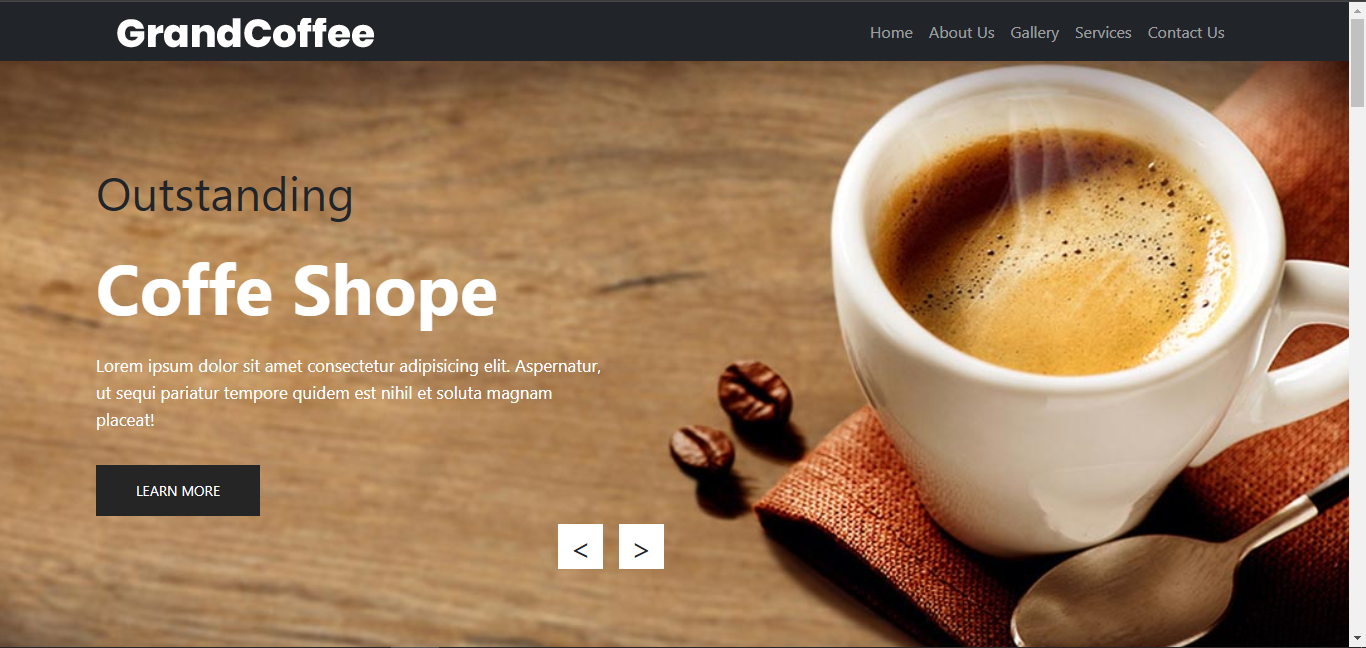 GrandCoffee
Home About Us Gallery Services Contact Us
Outstanding
Coffe Shope
Lorem ipsum dolor sit amet consectetur adipisicing elit. Aspernatur,
ut sequi pariatur tempore quidem est nihil et soluta magnam
placeat!
LEARN MORE
< >